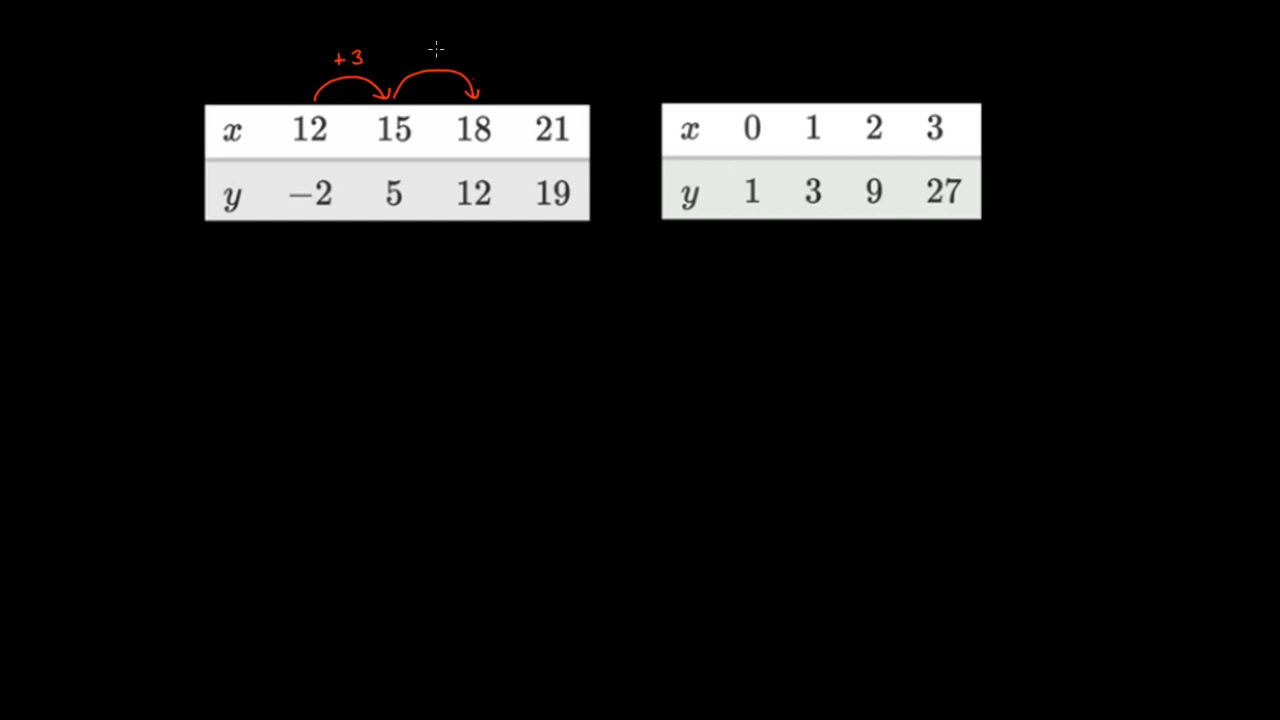 +3
x 12 15 18 21
y −2 5 12 19
x 0 1 2 3
y 1 3 9 27